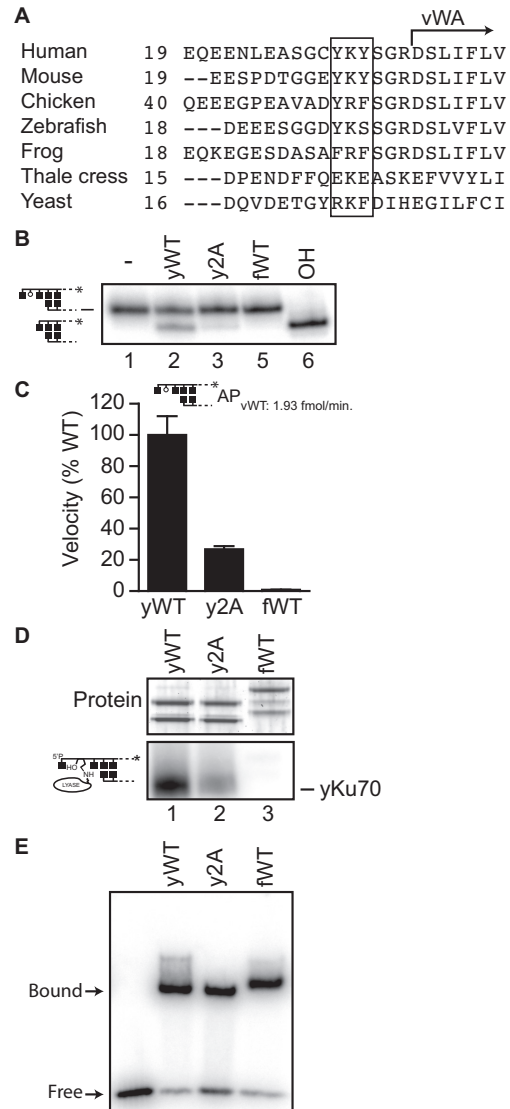 A
vWA
Human 19 EQEENLEASGCYKYSGRDSLIFLV
Mouse 19 --EESPDTGGEYKYSGRDSLIFLV
Chicken 40 QEEEGPEAVADYRFSGRDSLIFLV
Zebrafish 18 ---DEEESGGDYKSSGRDSLVFLV
Frog 18 EQKEGESDASAFRFSGRDSLIFLV
Thale cress 15 ---DPENDFFQEKEASKEFVVYLI
Yeast 16 ---DQVDETGYRKFDIHEGILFCI
B
- yWT y2A fWT OH
*
*
1 2 3 5 6
C
* AP vWT: 1.93 fmol/min.
Velocity (% WT)
120
100
80
60
40
20
0
yWT y2A fWT
D
yWT y2A fWT
Protein
5'P
HO
*
NH
LYASE
– yKu70
1 2 3
E
yWT y2A fWT
Bound
Free